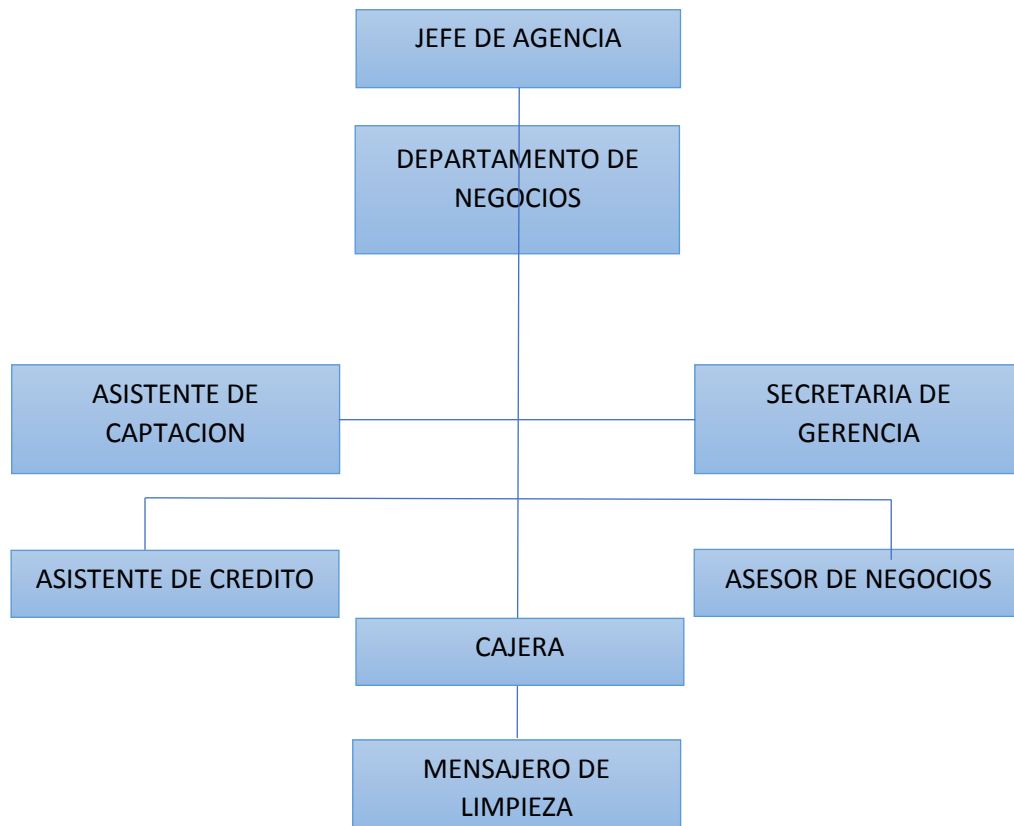 JEFE DE AGENCIA
DEPARTAMENTO DE
NEGOCIOS
ASISTENTE DE
CAPTACION
SECRETARIA DE
GERENCIA
ASISTENTE DE CREDITO
ASESOR DE NEGOCIOS
CAJERA
MENSAJERO DE
LIMPIEZA